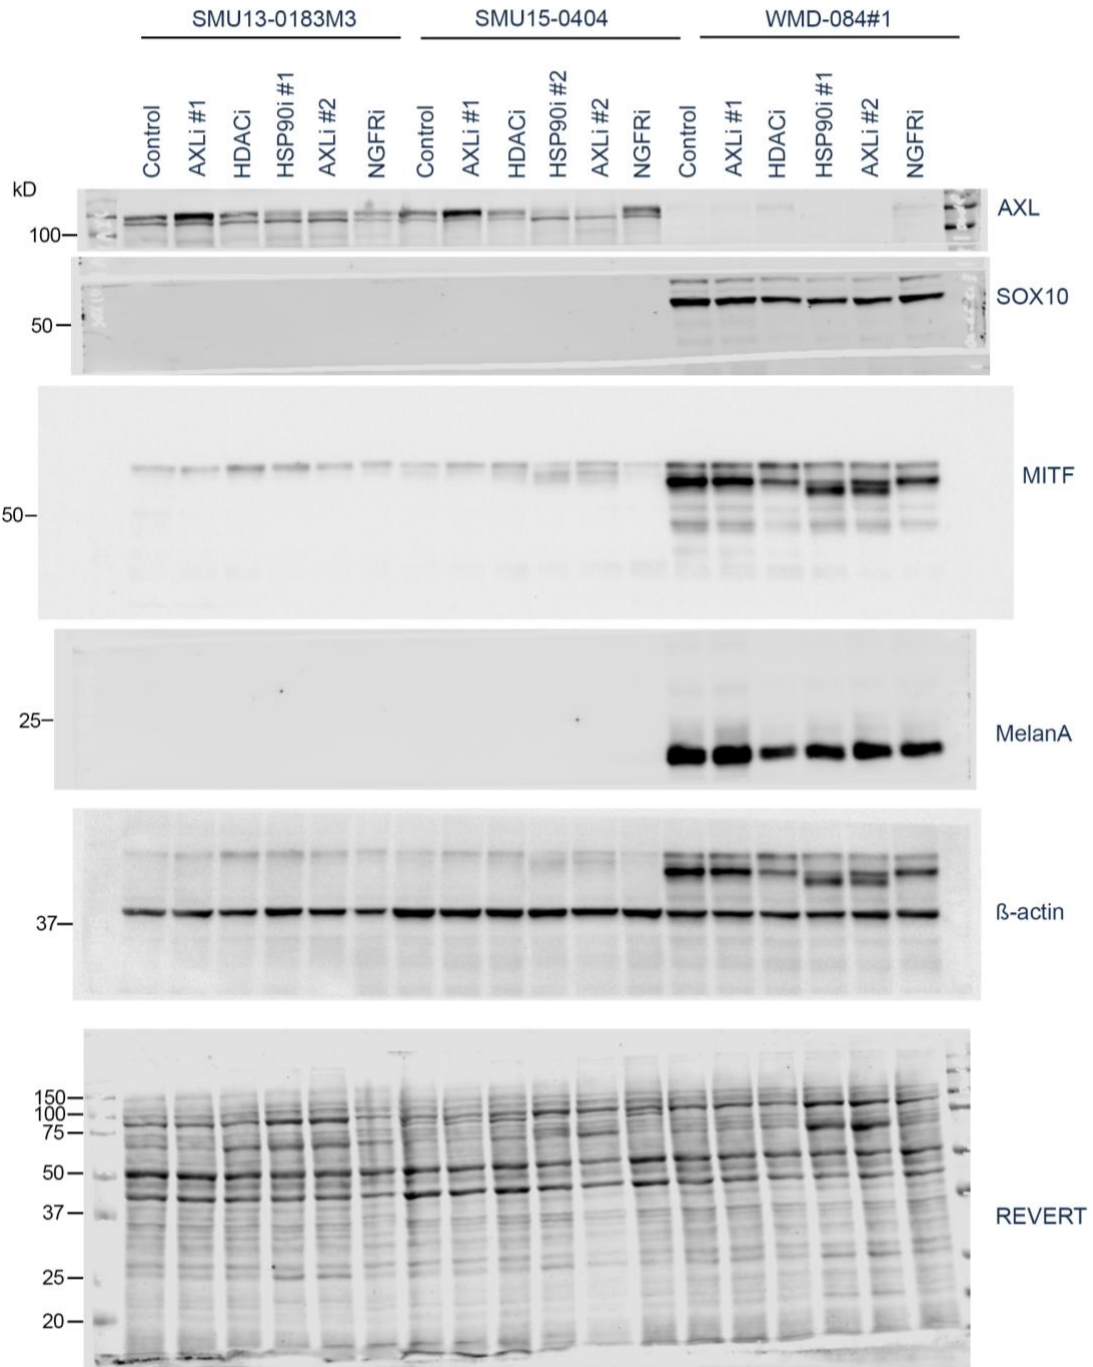 SMU13-0183M3 SMU15-0404 WMD-084#1
Control AXLi #1 HDACi HSP90i #1 AXLi #2 NGFRi Control AXLi #1 HDACi HSP90i #2 AXLi #2 NGFRi Control AXLi #1 HDACi HSP90i #1 AXLi #2 NGFRi
kD
AXL
100
SOX10
50
MITF
50
25
MelanA
37
ß-actin
150
100
75
50
37
REVERT
25
20